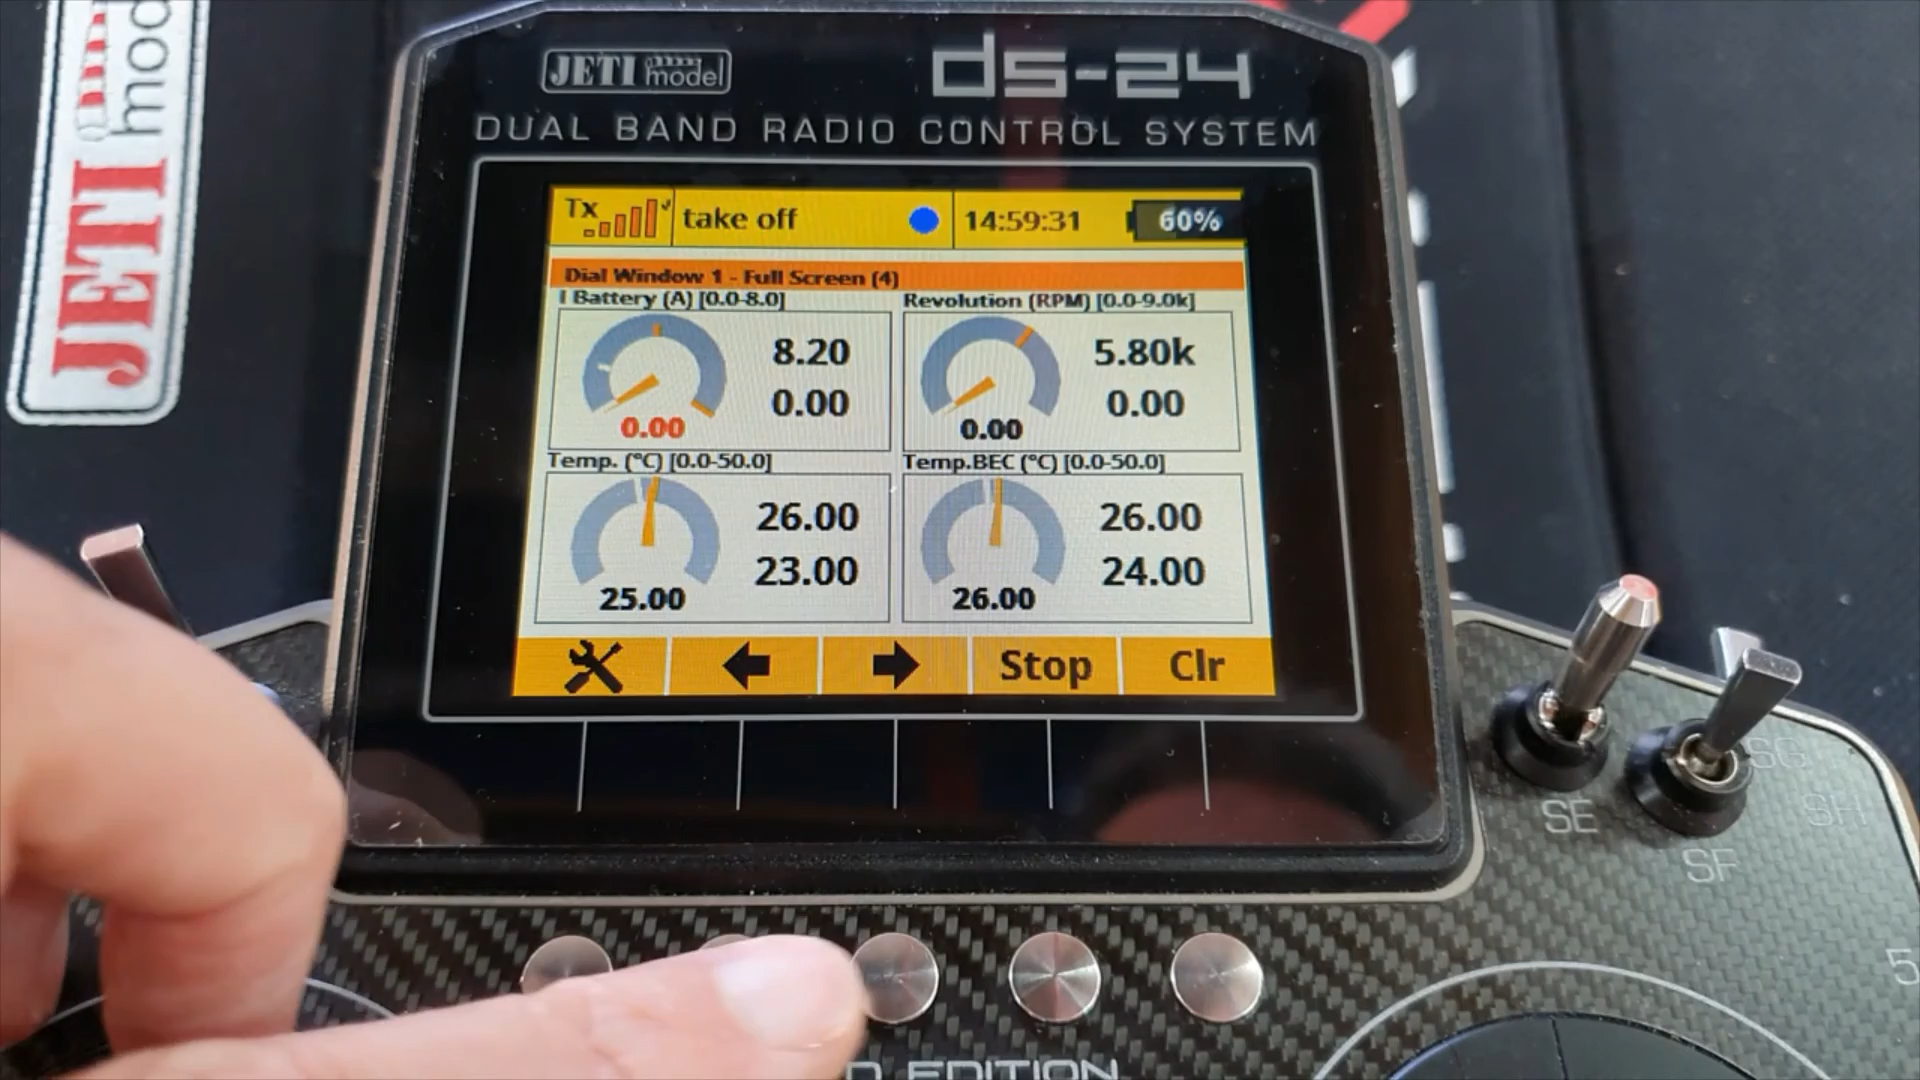 JETI
model
JETI model
ds-24
DUAL BAND RADIO CONTROL SYSTEM
Tx
take off
14:59:31
60%
Dial Window 1 - Full Screen (4)
I Battery (A) [0.0-8.0]
Revolution (RPM) [0.0-9.0k]
8.20
0.00
0.00
5.80k
0.00
0.00
Temp. (°C) [0.0-50.0]
Temp.BEC (°C) [0.0-50.0]
26.00
23.00
25.00
26.00
24.00
26.00
Stop
Clr
SE
SF
SG
SH
5
EDITION